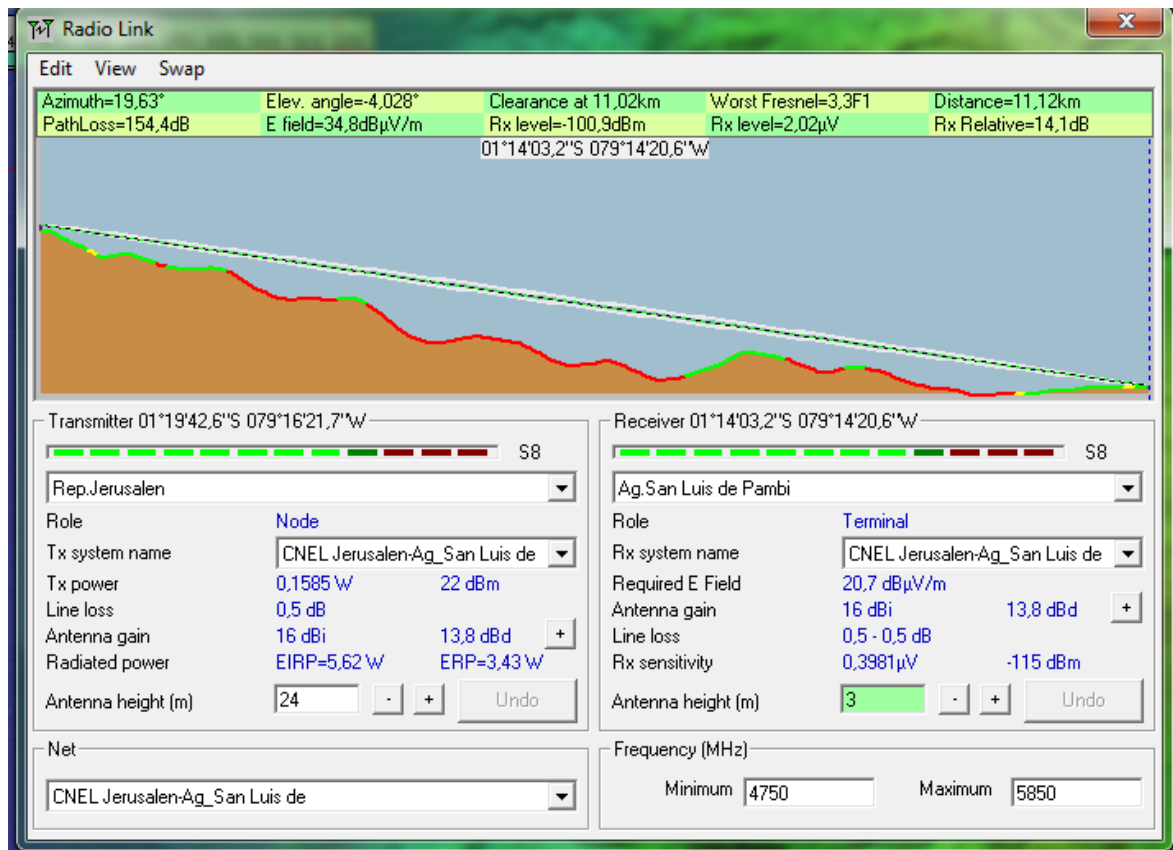 Radio Link
Edit View Swap
Azimuth=19,63° Elev. angle=-4,028° Clearance at 11,02km Worst Fresnel=3,3F1 Distance=11,12km
PathLoss=154,4dB E field=34,8dBµV/m Rx level=-100,9dBm Rx level=2,02µV Rx Relative=14,1dB
01°14'03,2"S 079°14'20,6"W
Transmitter 01°19'42,6"S 079°16'21,7"W
S8
Rep.Jerusalen
Role Node
Tx system name CNEL Jerusalen-Ag_San Luis de
Tx power 0,1585 W 22 dBm
Line loss 0,5 dB
Antenna gain 16 dBi 13,8 dBd +
Radiated power EIRP=5,62 W ERP=3,43 W
Antenna height (m) 24 - + Undo
Net
CNEL Jerusalen-Ag_San Luis de
Receiver 01°14'03,2"S 079°14'20,6"W
S8
Ag.San Luis de Pambi
Role Terminal
Rx system name CNEL Jerusalen-Ag_San Luis de
Required E Field 20,7 dBµV/m
Antenna gain 16 dBi 13,8 dBd +
Line loss 0,5 - 0,5 dB
Rx sensitivity 0,3981µV -115 dBm
Antenna height (m) 3 - + Undo
Frequency (MHz)
Minimum 4750 Maximum 5850